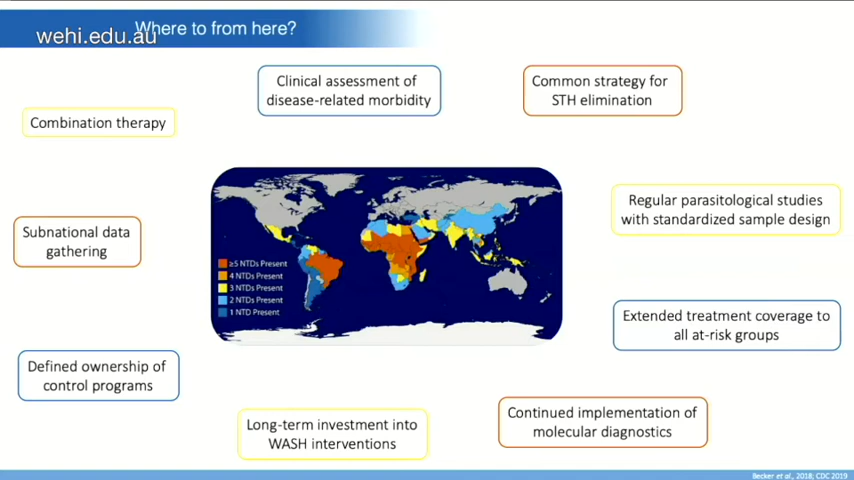 Where to from here?
wehi.edu.au
Clinical assessment of
disease-related morbidity
Common strategy for
STH elimination
Combination therapy
Regular parasitological studies
with standardized sample design
Subnational data
gathering
≥5 NTDs Present
4 NTDs Present
3 NTDs Present
2 NTDs Present
1 NTD Present
Extended treatment coverage to
all at-risk groups
Defined ownership of
control programs
Long-term investment into
WASH interventions
Continued implementation of
molecular diagnostics
Becker et al., 2018; CDC 2019